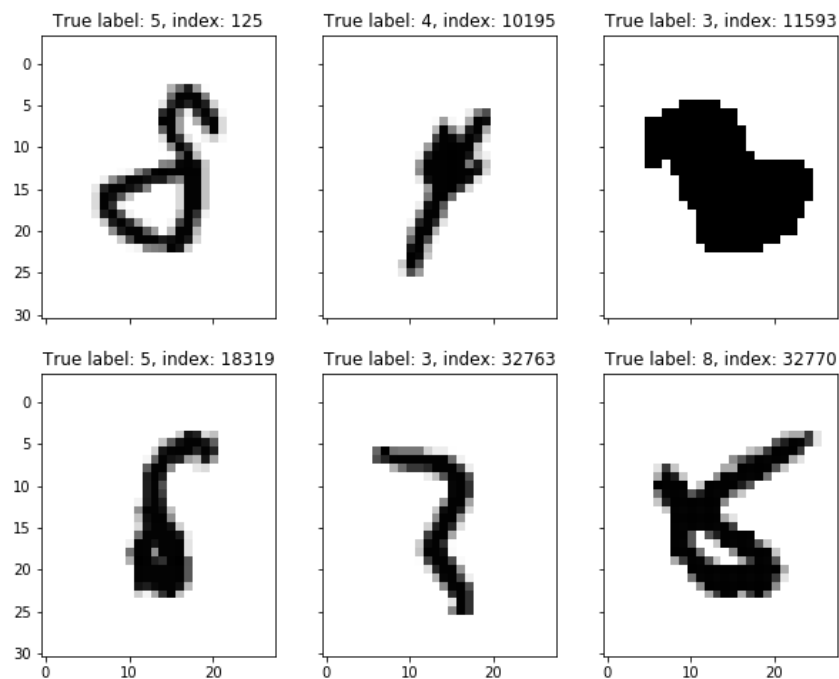 True label: 5, index: 125
True label: 4, index: 10195
True label: 3, index: 11593
0
5
10
15
20
25
30
True label: 5, index: 18319
True label: 3, index: 32763
True label: 8, index: 32770
0
5
10
15
20
25
30
0 10 20
0 10 20
0 10 20